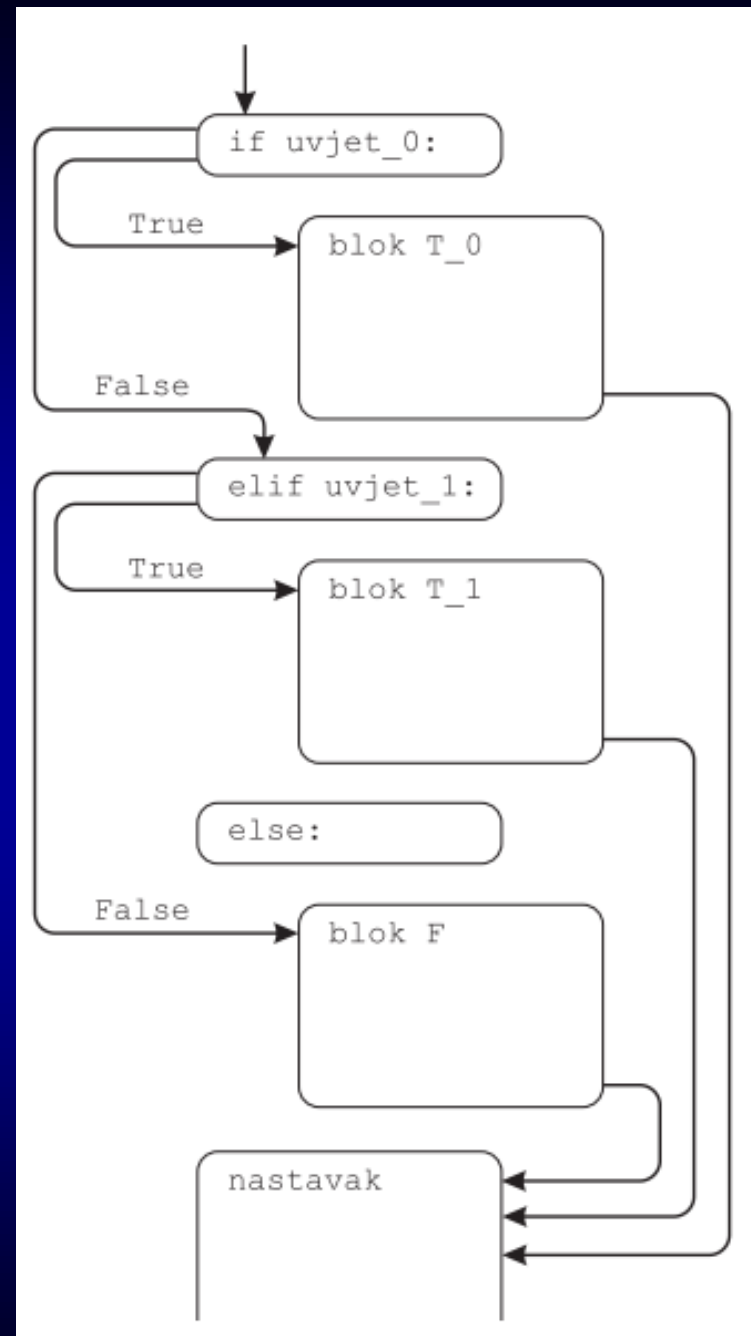 if uvjet_0:
True
blok T_0
False
elif uvjet_1:
True
blok T_1
else:
False
blok F
nastavak